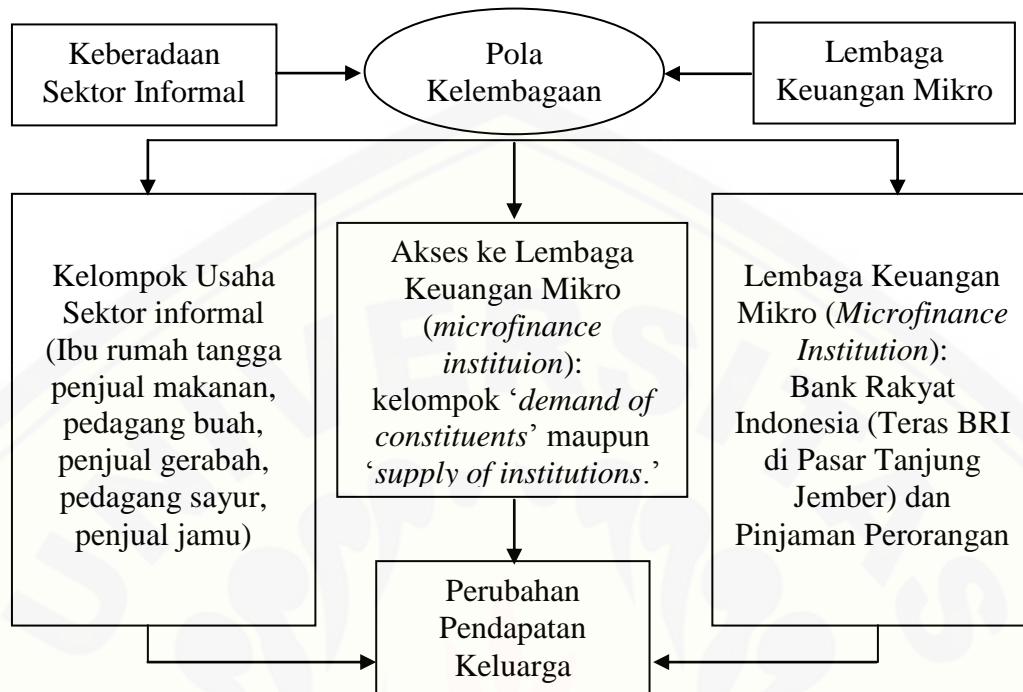 Keberadaan
Sektor Informal
Pola
Kelembagaan
Lembaga
Keuangan Mikro
Kelompok Usaha
Sektor informal
(Ibu rumah tangga
penjual makanan,
pedagang buah,
penjual gerabah,
pedagang sayur,
penjual jamu)
Akses ke Lembaga
Keuangan Mikro
(microfinance
instituion):
kelompok ‘demand of
constituents’ maupun
‘supply of institutions.’
Lembaga Keuangan
Mikro (Microfinance
Institution):
Bank Rakyat
Indonesia (Teras BRI
di Pasar Tanjung
Jember) dan
Pinjaman Perorangan
Perubahan
Pendapatan
Keluarga
UNIVERSITAS